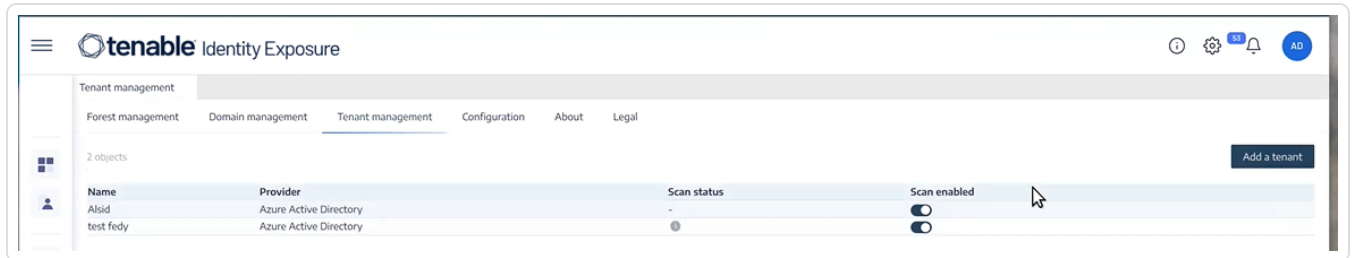 tenable Identity Exposure
53
AD
Tenant management
Forest management Domain management Tenant management Configuration About Legal
2 objects
Add a tenant
Name Provider Scan status Scan enabled
Alsid Azure Active Directory -
test fedy Azure Active Directory